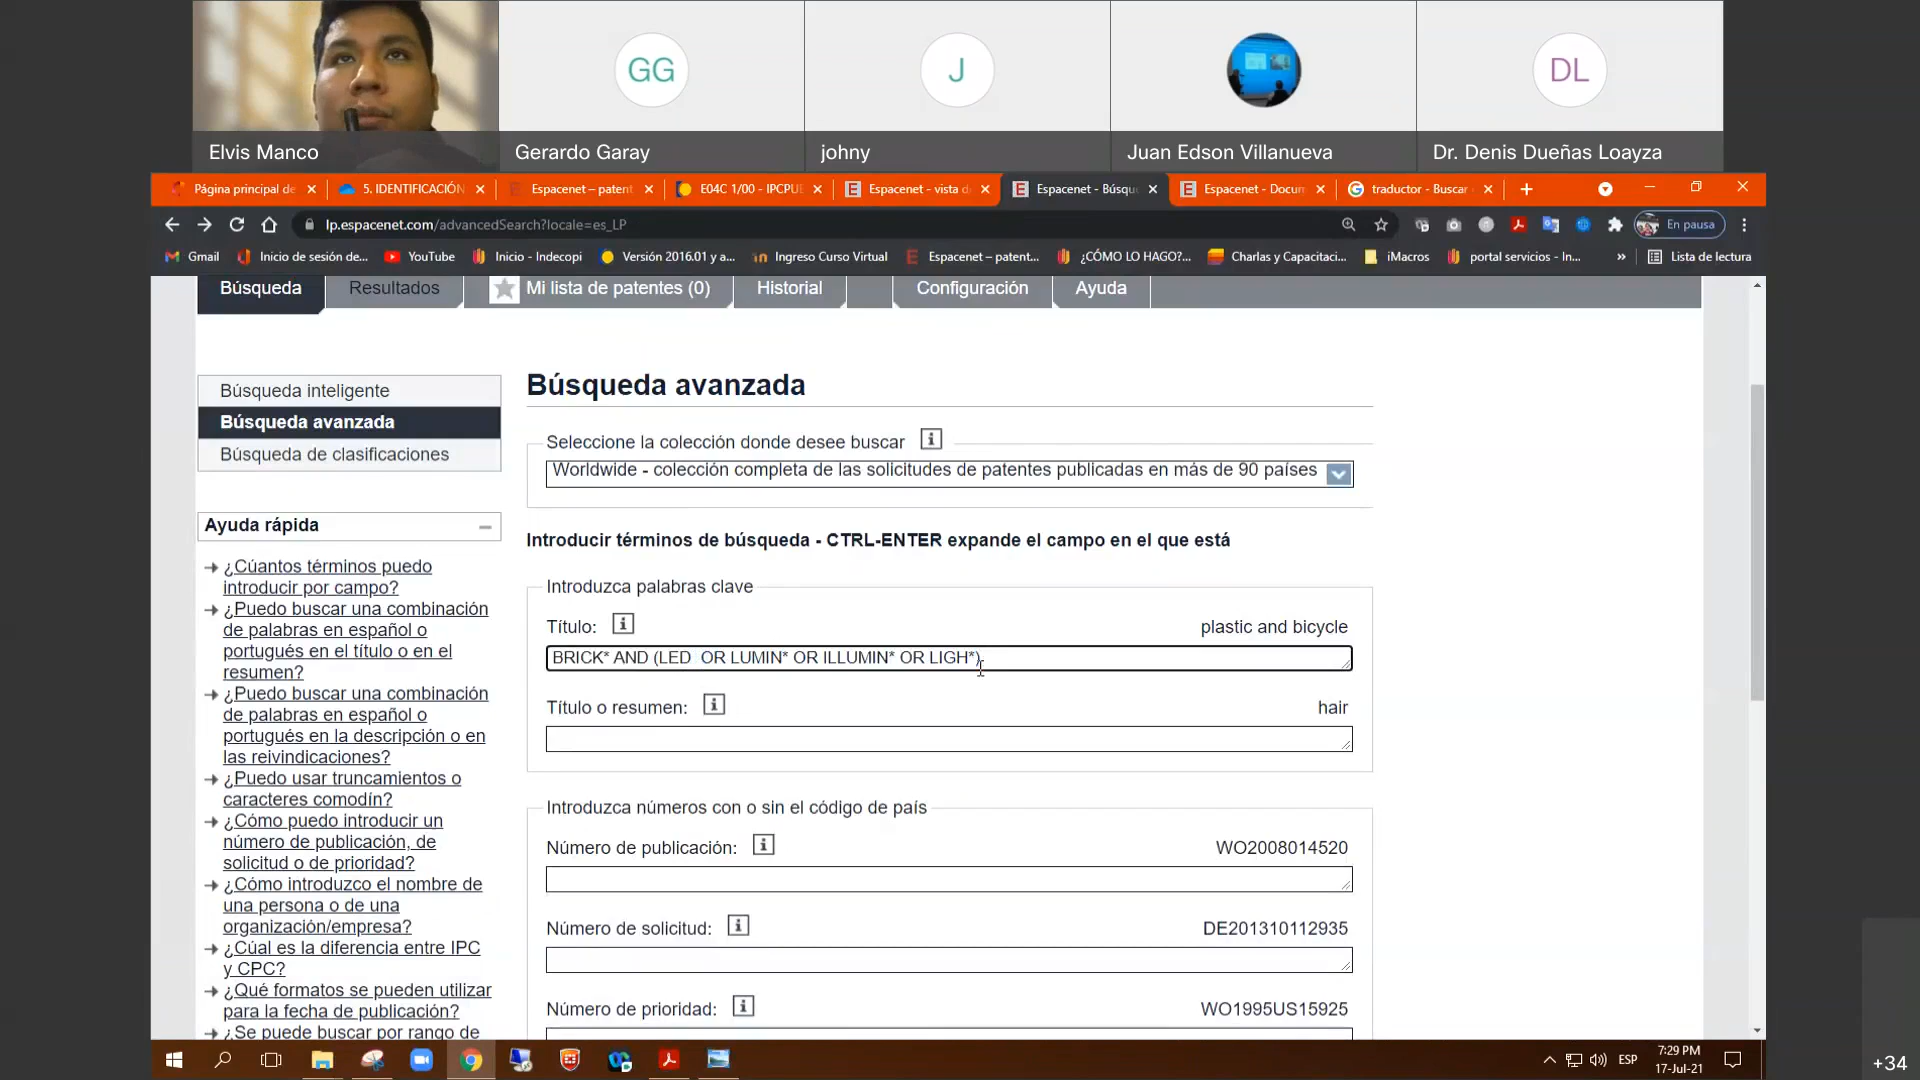 GG
J
DL
Elvis Manco
Gerardo Garay
johny
Juan Edson Villanueva
Dr. Denis Dueñas Loayza
Página principal de
5. IDENTIFICACIÓN
Espacenet – patent
E04C 1/00 - IPCPUE
Espacenet - vista d
Espacenet - Búsqu
Espacenet - Docum
traductor - Buscar
lp.espacenet.com/advancedSearch?locale=es_LP
En pausa
Gmail
Inicio de sesión de...
YouTube
Inicio - Indecopi
Versión 2016.01 y a...
Ingreso Curso Virtual
Espacenet – patent...
¿CÓMO LO HAGO?...
Charlas y Capacitaci...
iMacros
portal servicios - In...
»
Lista de lectura
Búsqueda
Resultados
Mi lista de patentes (0)
Historial
Configuración
Ayuda
Búsqueda inteligente
Búsqueda avanzada
Búsqueda de clasificaciones
Ayuda rápida
¿Cúantos términos puedo
introducir por campo?
¿Puedo buscar una combinación
de palabras en español o
portugués en el título o en el
resumen?
¿Puedo buscar una combinación
de palabras en español o
portugués en la descripción o en
las reivindicaciones?
¿Puedo usar truncamientos o
caracteres comodín?
¿Cómo puedo introducir un
número de publicación, de
solicitud o de prioridad?
¿Cómo introduzco el nombre de
una persona o de una
organización/empresa?
¿Cúal es la diferencia entre IPC
y CPC?
¿Qué formatos se pueden utilizar
para la fecha de publicación?
¿Se puede buscar por rango de
Búsqueda avanzada
Seleccione la colección donde desee buscar
Worldwide - colección completa de las solicitudes de patentes publicadas en más de 90 países
Introducir términos de búsqueda - CTRL-ENTER expande el campo en el que está
Introduzca palabras clave
Título:
plastic and bicycle
BRICK* AND (LED  OR LUMIN* OR ILLUMIN* OR LIGH*)
Título o resumen:
hair
Introduzca números con o sin el código de país
Número de publicación:
WO2008014520
Número de solicitud:
DE201310112935
Número de prioridad:
WO1995US15925
ESP
7:29 PM
17-Jul-21
+34